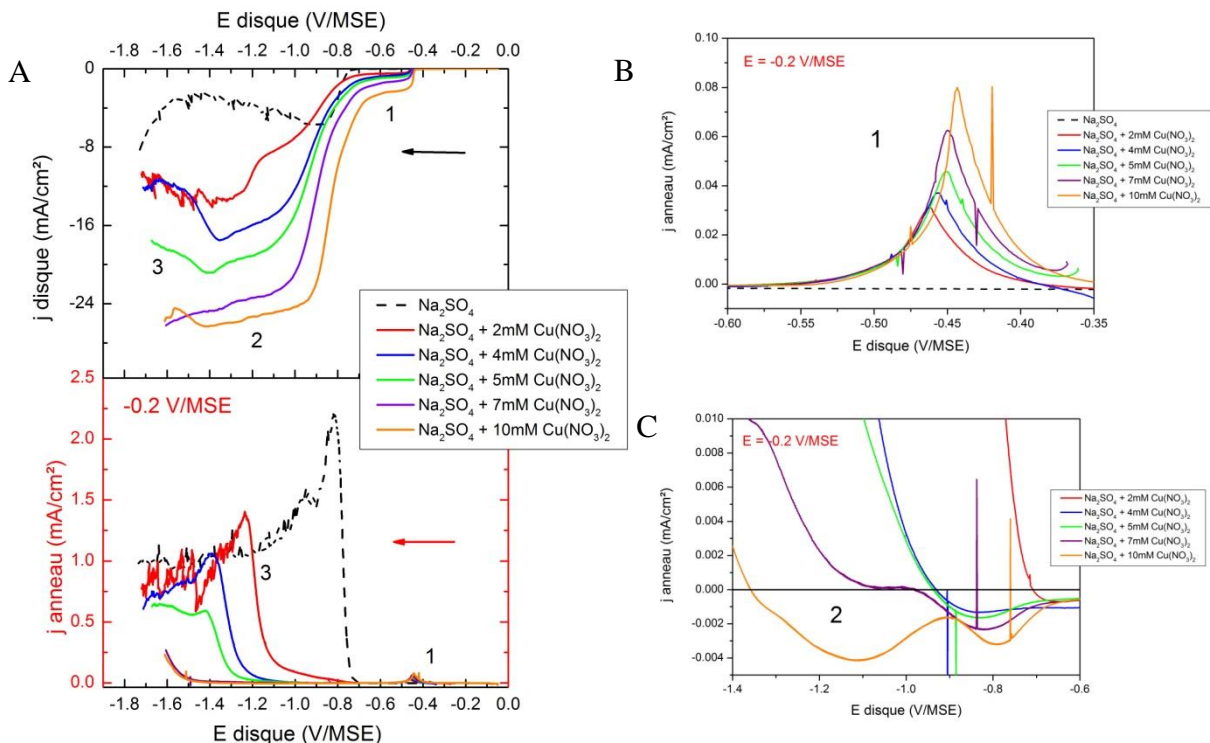 A
E disque (V/MSE)
-1.8 -1.6 -1.4 -1.2 -1.0 -0.8 -0.6 -0.4 -0.2 0.0
0
-8
-16
-24
j disque (mA/cm²)
1
3
2
Na₂SO₄
Na₂SO₄ + 2mM Cu(NO₃)₂
Na₂SO₄ + 4mM Cu(NO₃)₂
Na₂SO₄ + 5mM Cu(NO₃)₂
Na₂SO₄ + 7mM Cu(NO₃)₂
Na₂SO₄ + 10mM Cu(NO₃)₂
-0.2 V/MSE
2.5
2.0
1.5
1.0
0.5
0.0
j anneau (mA/cm²)
3
1
-1.8 -1.6 -1.4 -1.2 -1.0 -0.8 -0.6 -0.4 -0.2 0.0
E disque (V/MSE)
B
E = -0.2 V/MSE
0.10
0.08
0.06
0.04
0.02
0.00
j anneau (mA/cm²)
1
Na₂SO₄
Na₂SO₄ + 2mM Cu(NO₃)₂
Na₂SO₄ + 4mM Cu(NO₃)₂
Na₂SO₄ + 5mM Cu(NO₃)₂
Na₂SO₄ + 7mM Cu(NO₃)₂
Na₂SO₄ + 10mM Cu(NO₃)₂
-0.60 -0.55 -0.50 -0.45 -0.40 -0.35
E disque (V/MSE)
C
E = -0.2 V/MSE
0.010
0.008
0.006
0.004
0.002
0.000
-0.002
-0.004
j anneau (mA/cm²)
2
Na₂SO₄ + 2mM Cu(NO₃)₂
Na₂SO₄ + 4mM Cu(NO₃)₂
Na₂SO₄ + 5mM Cu(NO₃)₂
Na₂SO₄ + 7mM Cu(NO₃)₂
Na₂SO₄ + 10mM Cu(NO₃)₂
-1.4 -1.2 -1.0 -0.8 -0.6
E disque (V/MSE)